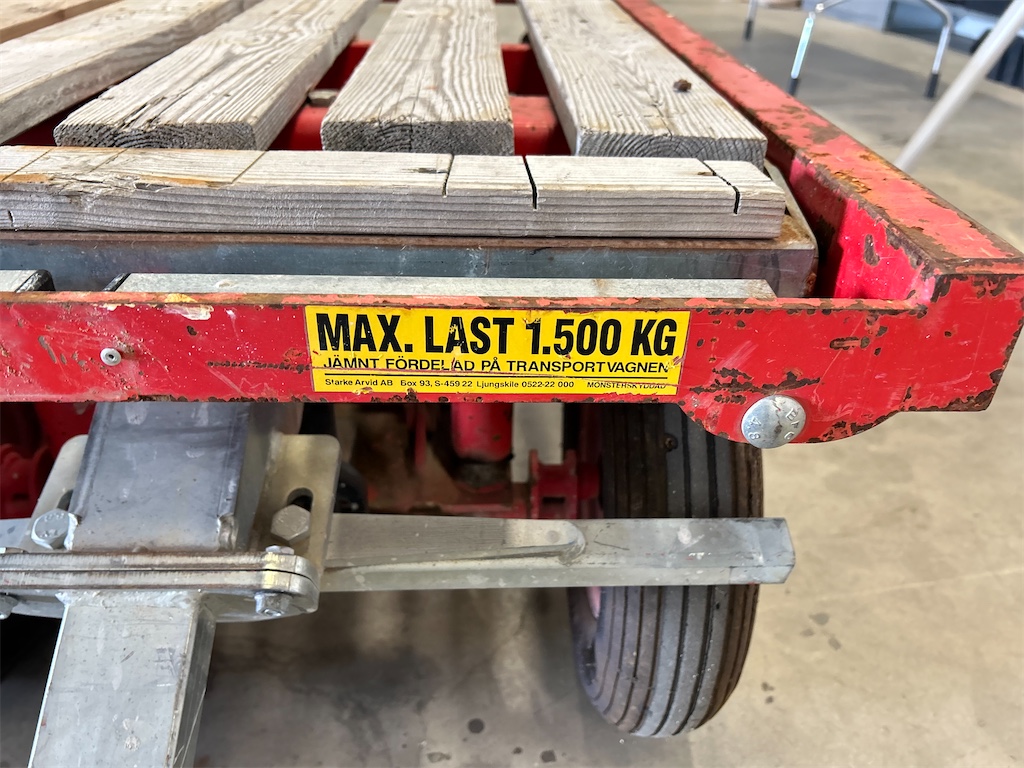 MAX. LAST 1.500 KG
JÄMNT FÖRDELAD PÅ TRANSPORTVAGNEN
Starke Arvid AB Box 93, S-459 22 Ljungskile 0522-22 000 MÖNSTERSKYDDAD